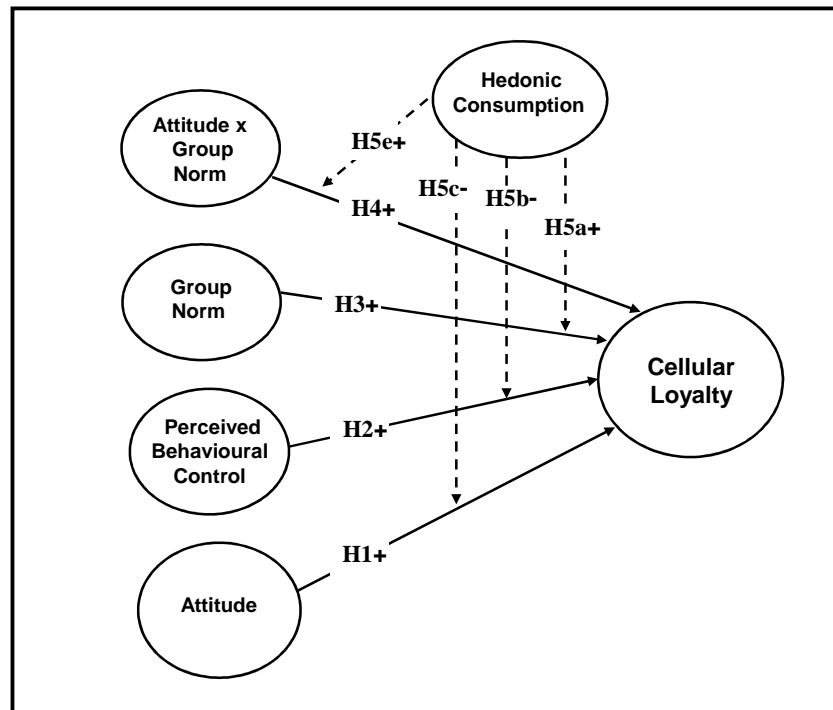 Hedonic
Consumption
Attitude x
Group
Norm
H5e+
H5c-
H5b-
H5a+
H4+
Group
Norm
H3+
Cellular
Loyalty
Perceived
Behavioural
Control
H2+
H1+
Attitude